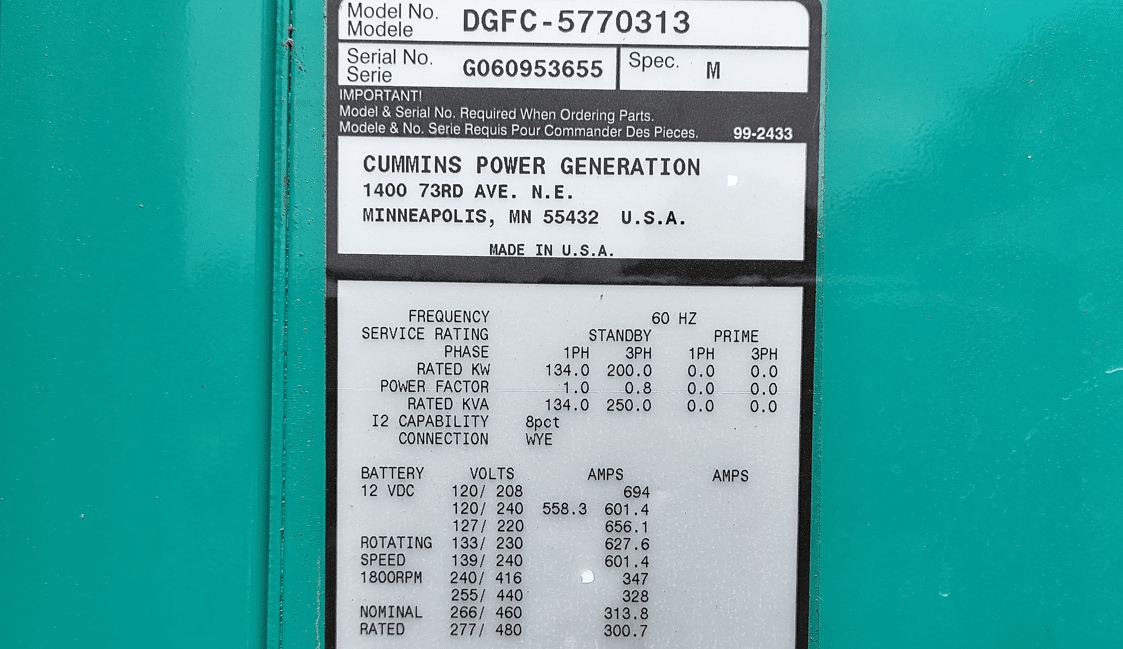 Model No. DGFC-5770313
Modele
Serial No. G060953655 Spec. M
Serie
IMPORTANT!
Model & Serial No. Required When Ordering Parts.
Modele & No. Serie Requis Pour Commander Des Pieces. 99-2433
CUMMINS POWER GENERATION
1400 73RD AVE. N.E.
MINNEAPOLIS, MN 55432 U.S.A.
MADE IN U.S.A.
FREQUENCY 60 HZ
SERVICE RATING STANDBY PRIME
PHASE 1PH 3PH 1PH 3PH
RATED KW 134.0 200.0 0.0 0.0
POWER FACTOR 1.0 0.8 0.0 0.0
RATED KVA 134.0 250.0 0.0 0.0
I2 CAPABILITY 8pct
CONNECTION WYE
BATTERY VOLTS AMPS AMPS
12 VDC 120/ 208 694
120/ 240 558.3 601.4
127/ 220 656.1
ROTATING 133/ 230 627.6
SPEED 139/ 240 601.4
1800RPM 240/ 416 347
255/ 440 328
NOMINAL 266/ 460 313.8
RATED 277/ 480 300.7